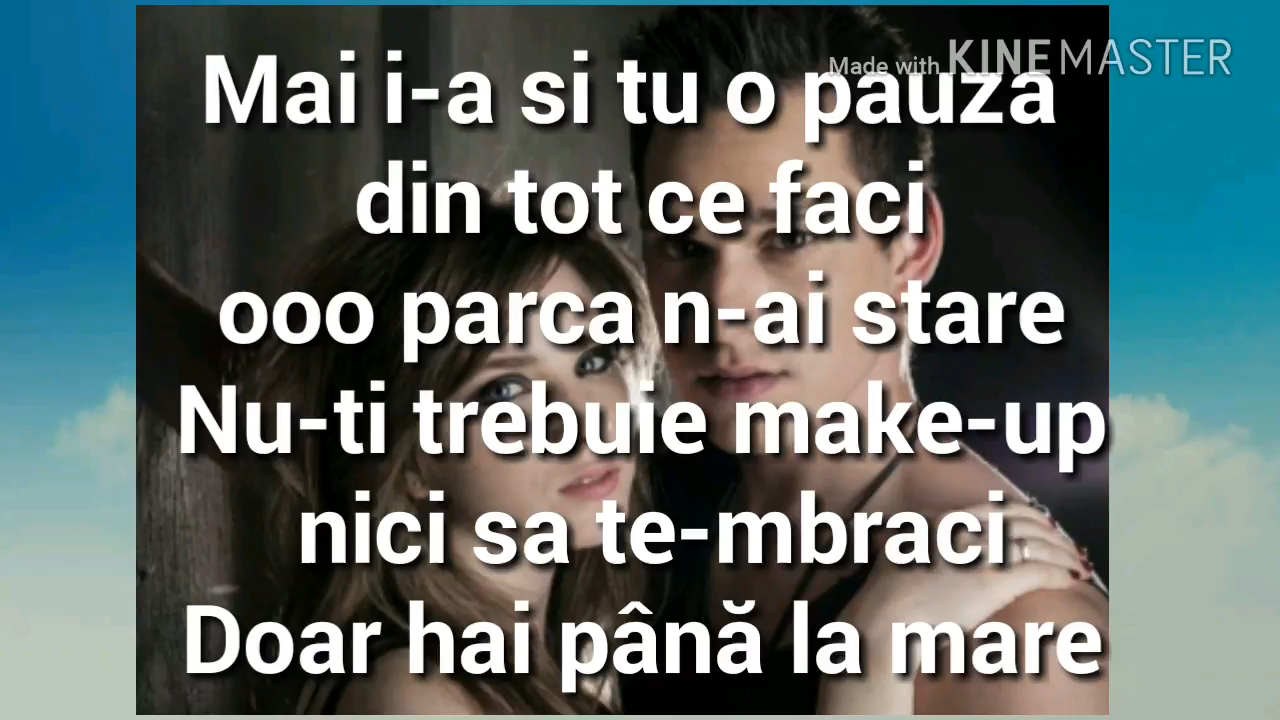 Made with KINEMASTER
Mai i-a si tu o pauza
din tot ce faci
ooo parca n-ai stare
Nu-ti trebuie make-up
nici sa te-mbraci
Doar hai până la mare